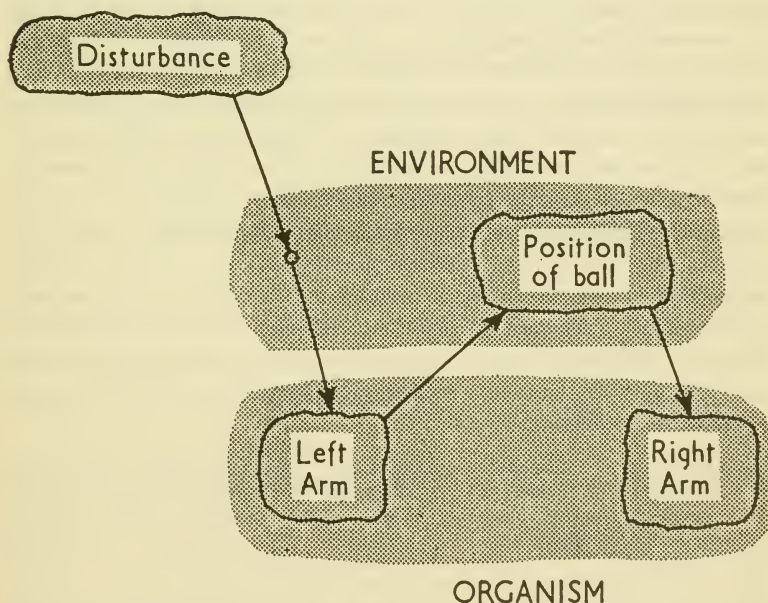 Disturbance
ENVIRONMENT
Position
of ball
Left
Arm
Right
Arm
ORGANISM